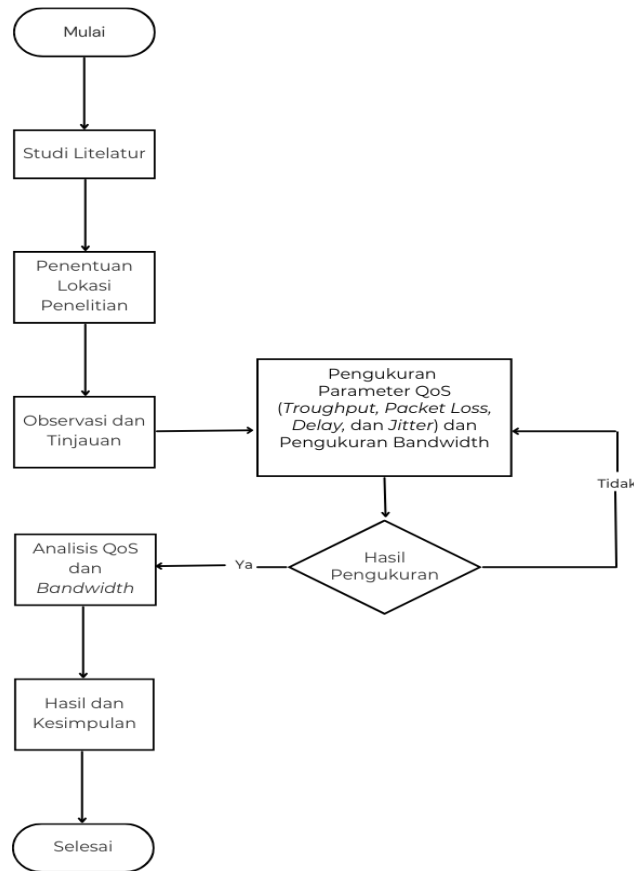 Mulai
Studi Litelatur
Penentuan
Lokasi
Penelitian
Observasi dan
Tinjauan
Pengukuran
Parameter QoS
(Troughput, Packet Loss,
Delay, dan Jitter) dan
Pengukuran Bandwidth
Tidak
Hasil
Pengukuran
Ya
Analisis QoS
dan
Bandwidth
Hasil dan
Kesimpulan
Selesai